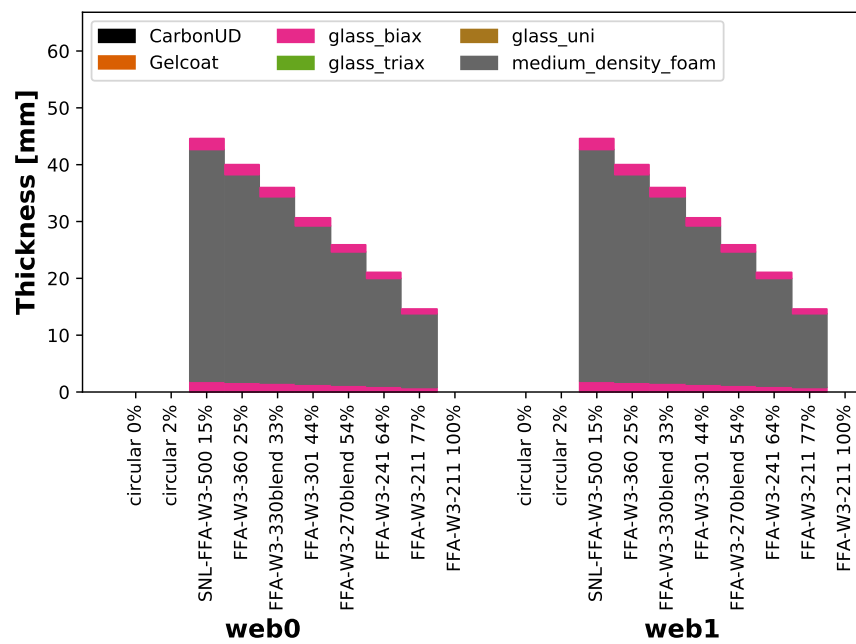 CarbonUD
Gelcoat
glass_biax
glass_triax
glass_uni
medium_density_foam
Thickness [mm]
60
50
40
30
20
10
0
circular 0%
circular 2%
SNL-FFA-W3-500 15%
FFA-W3-360 25%
FFA-W3-330blend 33%
FFA-W3-301 44%
FFA-W3-270blend 54%
FFA-W3-241 64%
FFA-W3-211 77%
FFA-W3-211 100%
circular 0%
circular 2%
SNL-FFA-W3-500 15%
FFA-W3-360 25%
FFA-W3-330blend 33%
FFA-W3-301 44%
FFA-W3-270blend 54%
FFA-W3-241 64%
FFA-W3-211 77%
FFA-W3-211 100%
web0
web1